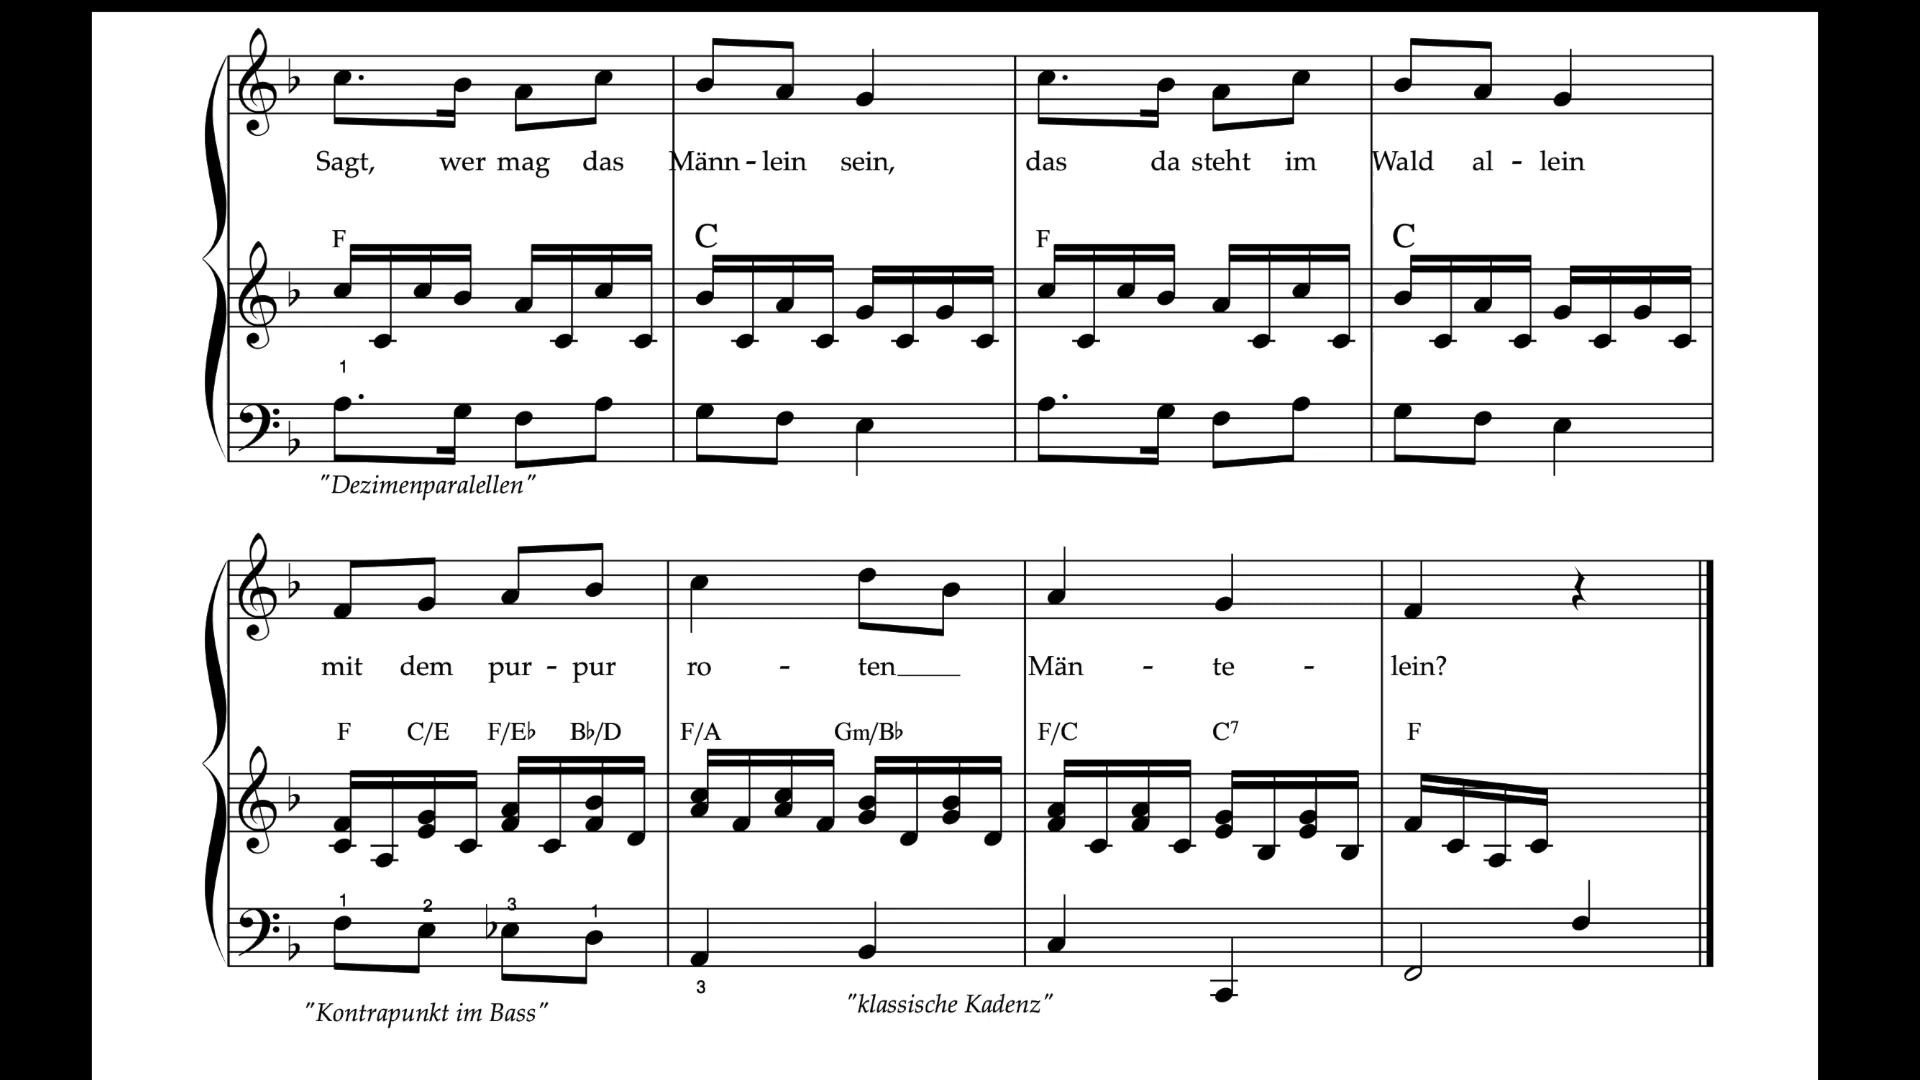 Sagt, wer mag das Männ - lein sein, das da steht im Wald al - lein
F C F C
1
"Dezimenparalellen"
mit dem pur - pur ro - ten____ Män - te - lein?
F C/E F/E♭ B♭/D F/A Gm/B♭ F/C C7 F
1 2 3 1
3
"Kontrapunkt im Bass" "klassische Kadenz"